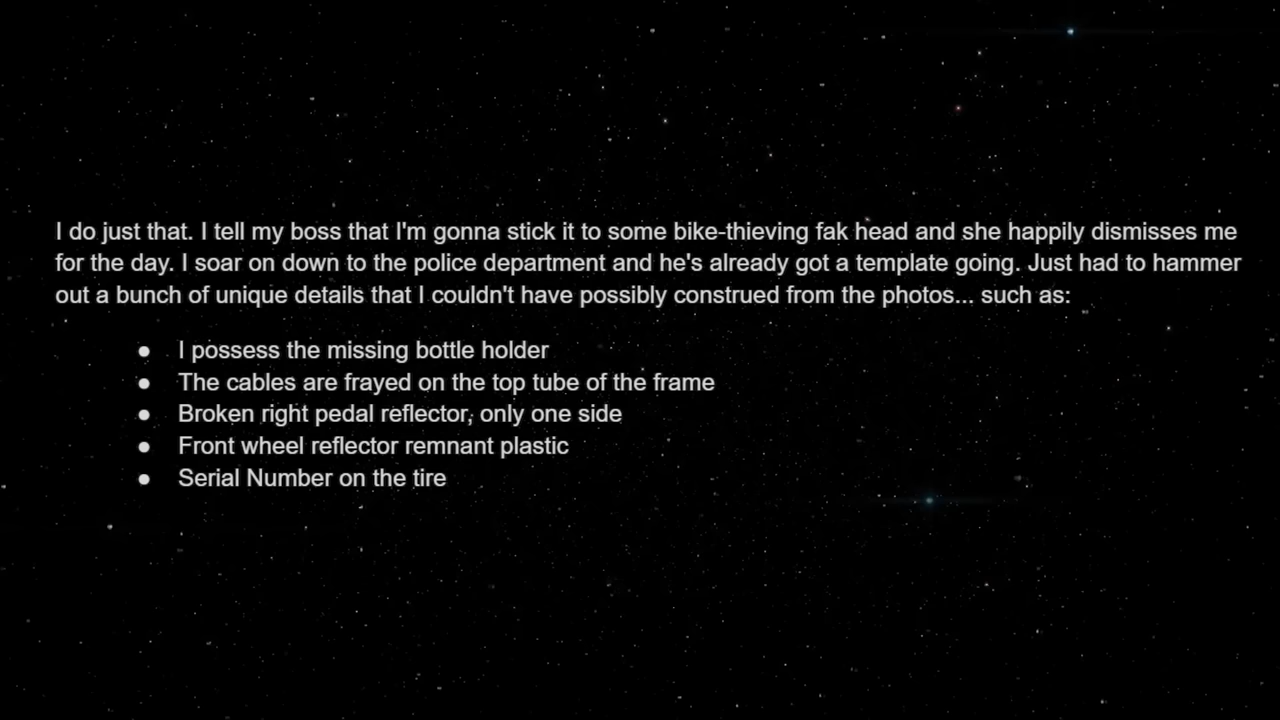 I do just that. I tell my boss that I'm gonna stick it to some bike-thieving fak head and she happily dismisses me
for the day. I soar on down to the police department and he's already got a template going. Just had to hammer
out a bunch of unique details that I couldn't have possibly construed from the photos... such as:
● I possess the missing bottle holder
● The cables are frayed on the top tube of the frame
● Broken right pedal reflector, only one side
● Front wheel reflector remnant plastic
● Serial Number on the tire